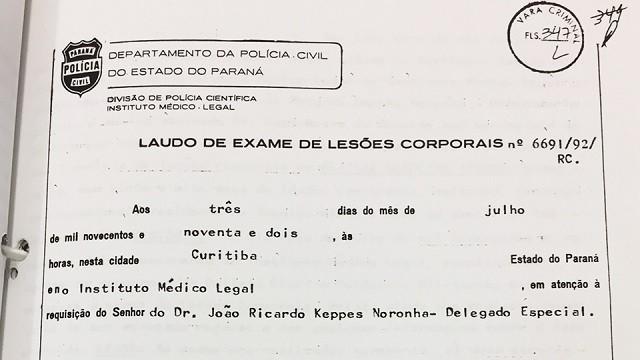 VARA CRIMINAL
FLS. 347
344
PARANÁ
POLÍCIA
CIVIL
DEPARTAMENTO DA POLÍCIA CIVIL
DO ESTADO DO PARANÁ
DIVISÃO DE POLÍCIA CIENTÍFICA
INSTITUTO MÉDICO-LEGAL
LAUDO DE EXAME DE LESÕES CORPORAIS nº 6691/92/
RC.
Aos três dias do mês de julho
de mil novecentos e noventa e dois , às
horas, nesta cidade Curitiba Estado do Paraná
e no Instituto Médico Legal , em atenção à
requisição do Senhor do Dr. João Ricardo Keppes Noronha- Delegado Especial.